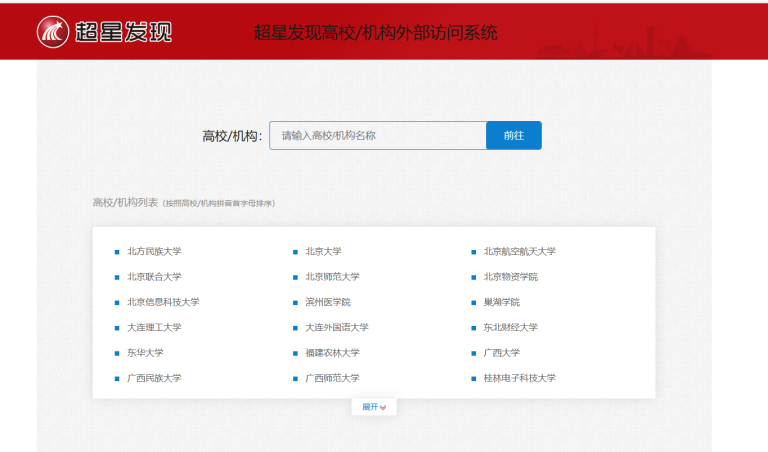 超星发现
超星发现高校/机构外部访问系统
高校/机构: 请输入高校/机构名称 前往
高校/机构列表 (按照高校/机构拼音首字母排序)
北方民族大学 北京大学 北京航空航天大学
北京联合大学 北京师范大学 北京物资学院
北京信息科技大学 滨州医学院 巢湖学院
大连理工大学 大连外国语大学 东北财经大学
东华大学 福建农林大学 广西大学
广西民族大学 广西师范大学 桂林电子科技大学
展开